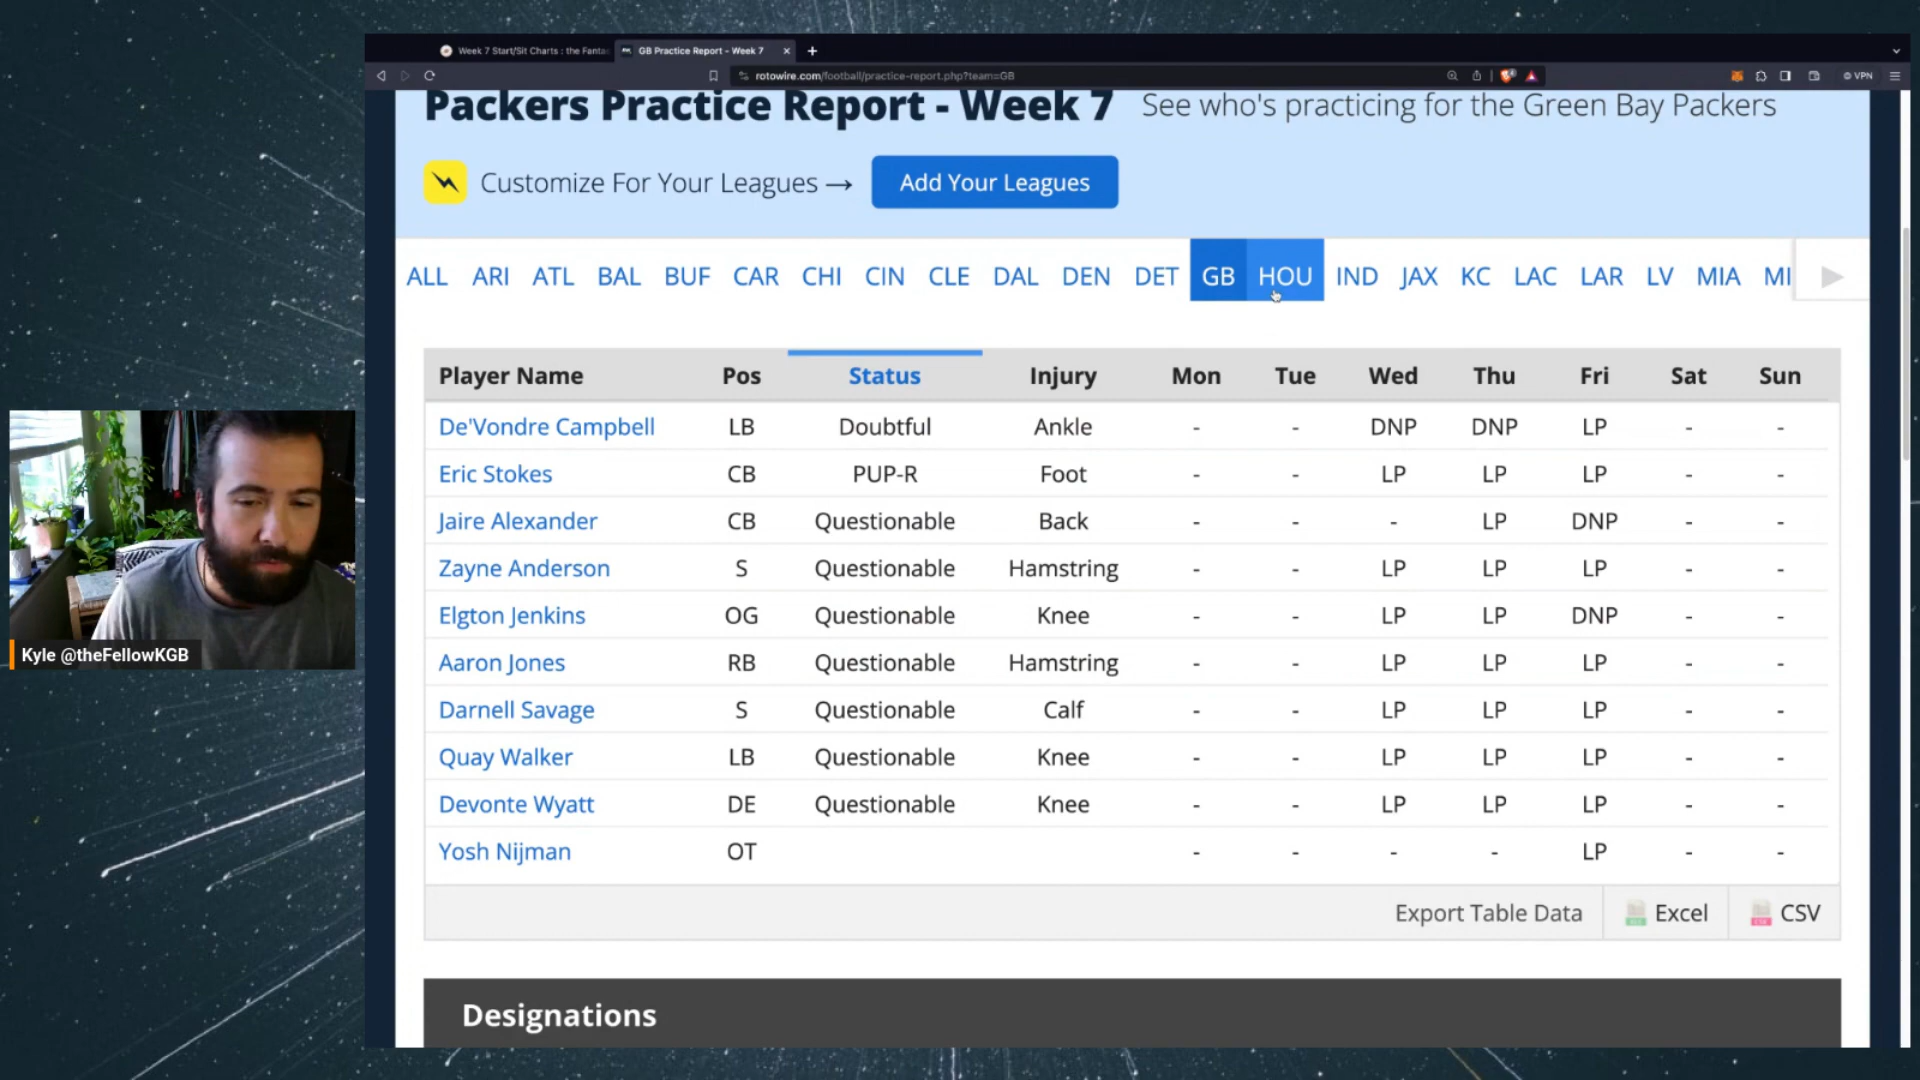 Week 7 Start/Sit Charts : the Fanta
GB Practice Report - Week 7
rotowire.com/football/practice-report.php?team=GB
VPN
Packers Practice Report - Week 7 See who's practicing for the Green Bay Packers
Customize For Your Leagues → Add Your Leagues
ALL ARI ATL BAL BUF CAR CHI CIN CLE DAL DEN DET GB HOU IND JAX KC LAC LAR LV MIA MI
Player Name Pos Status Injury Mon Tue Wed Thu Fri Sat Sun
De'Vondre Campbell LB Doubtful Ankle - - DNP DNP LP - -
Eric Stokes CB PUP-R Foot - - LP LP LP - -
Jaire Alexander CB Questionable Back - - - LP DNP - -
Zayne Anderson S Questionable Hamstring - - LP LP LP - -
Elgton Jenkins OG Questionable Knee - - LP LP DNP - -
Aaron Jones RB Questionable Hamstring - - LP LP LP - -
Darnell Savage S Questionable Calf - - LP LP LP - -
Quay Walker LB Questionable Knee - - LP LP LP - -
Devonte Wyatt DE Questionable Knee - - LP LP LP - -
Yosh Nijman OT - - - - LP - -
Export Table Data Excel CSV
Designations
Kyle @theFellowKGB